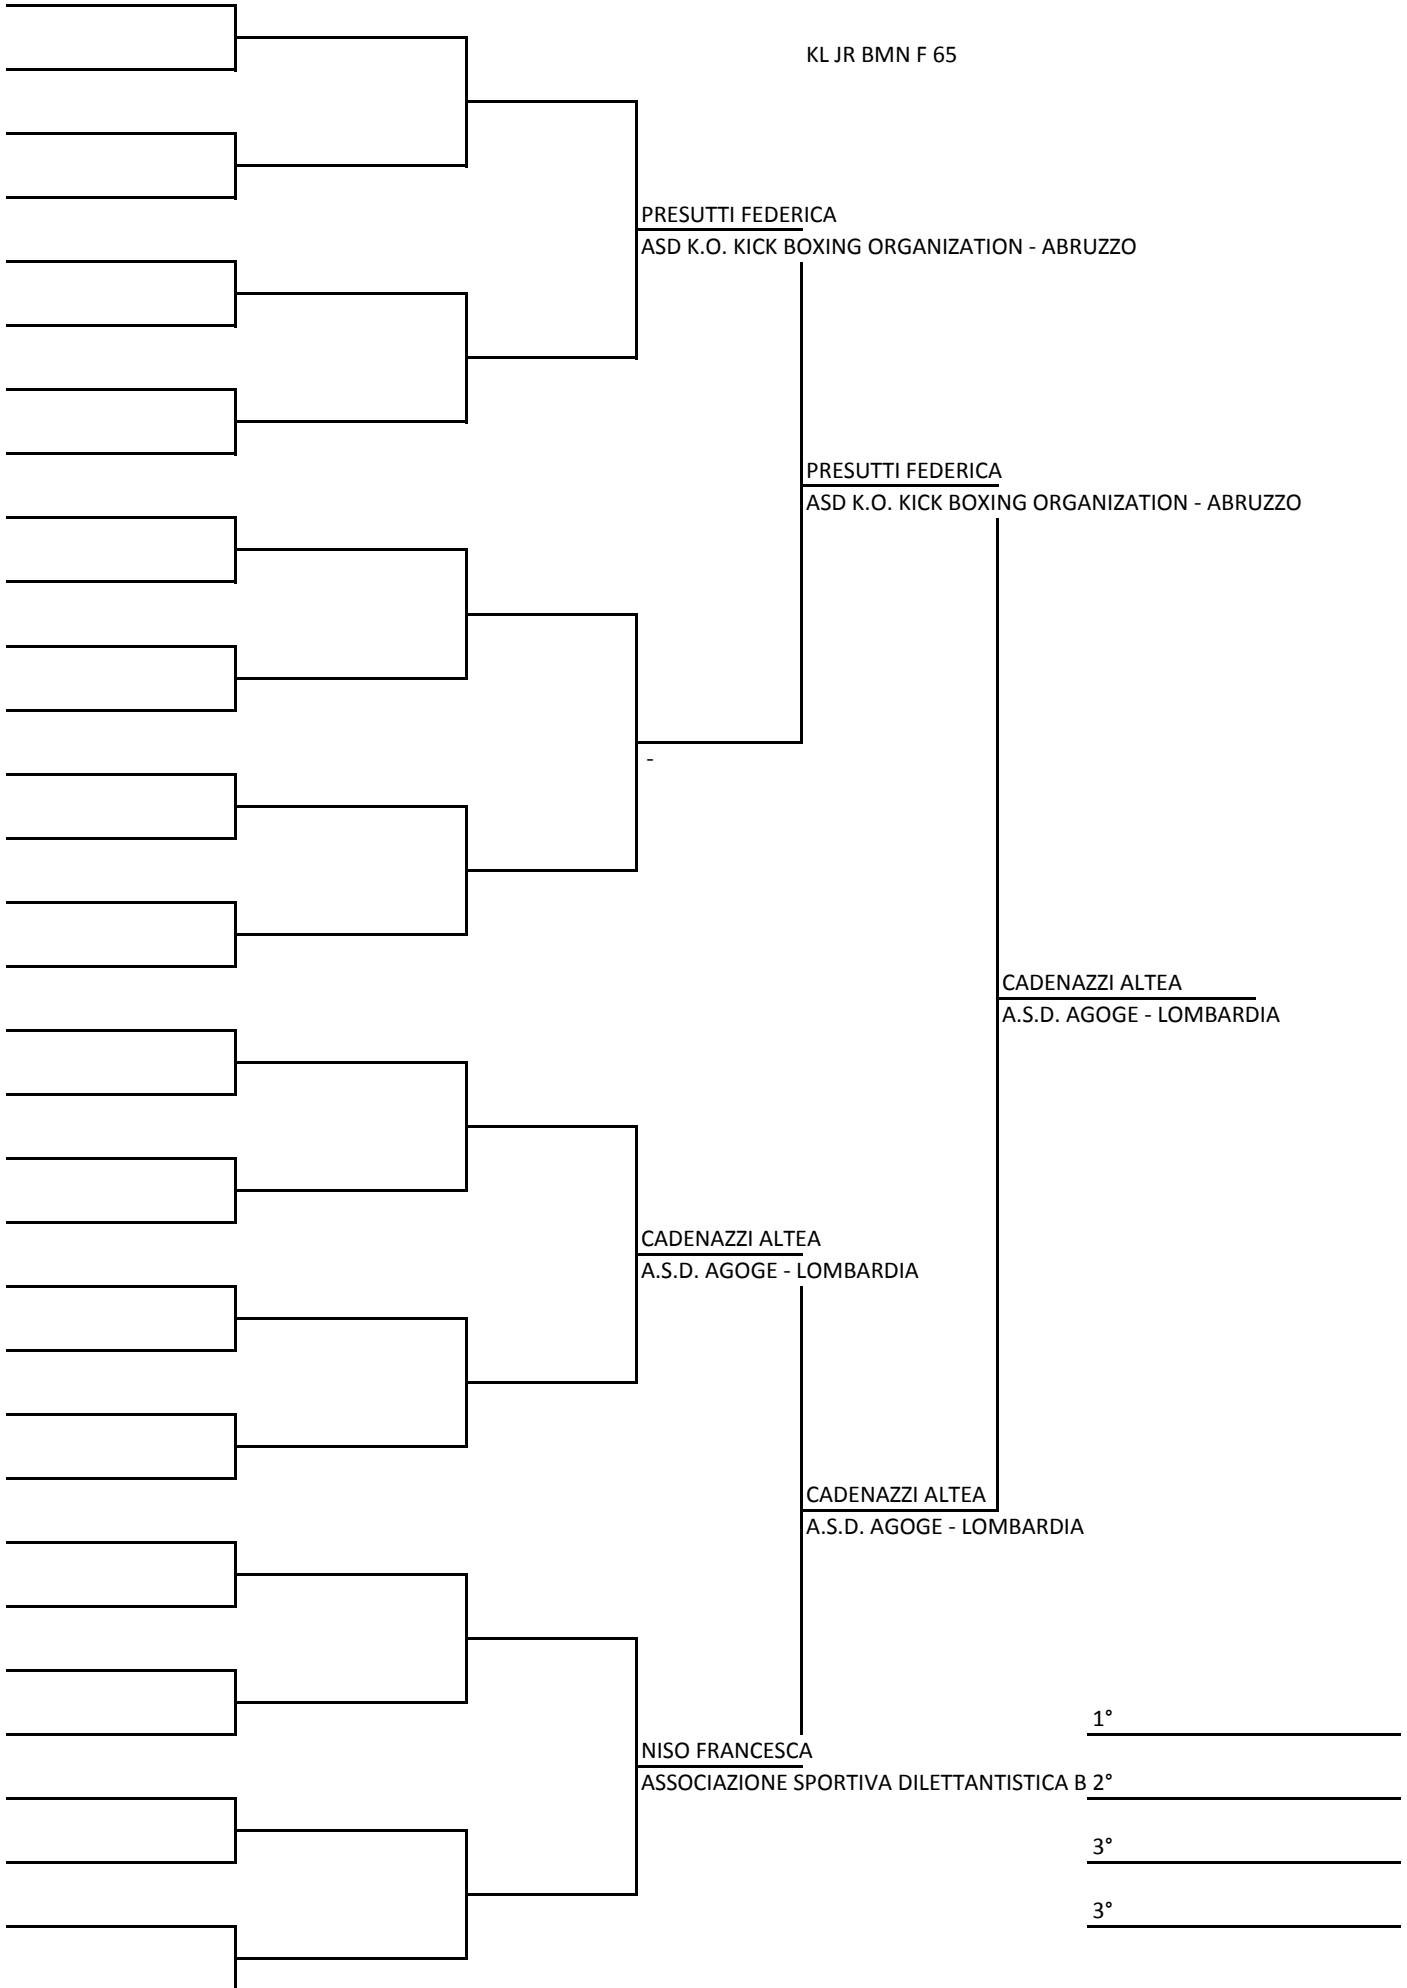 KL JR BMN F 65
PRESUTTI FEDERICA
ASD K.O. KICK BOXING ORGANIZATION - ABRUZZO
PRESUTTI FEDERICA
ASD K.O. KICK BOXING ORGANIZATION - ABRUZZO
-
CADENAZZI ALTEA
A.S.D. AGOGE - LOMBARDIA
CADENAZZI ALTEA
A.S.D. AGOGE - LOMBARDIA
CADENAZZI ALTEA
A.S.D. AGOGE - LOMBARDIA
1°
NISO FRANCESCA
ASSOCIAZIONE SPORTIVA DILETTANTISTICA B
2°
3°
3°